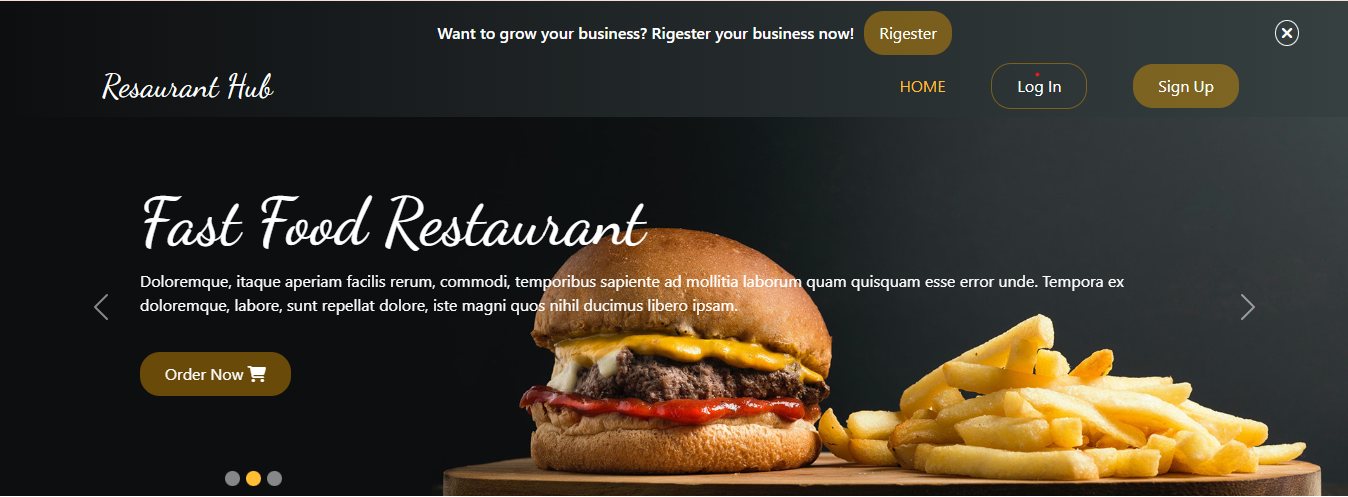 Want to grow your business? Rigester your business now! Rigester
Resaurant Hub
HOME
Log In
Sign Up
Fast Food Restaurant
Doloremque, itaque aperiam facilis rerum, commodi, temporibus sapiente ad mollitia laborum quam quisquam esse error unde. Tempora ex
doloremque, labore, sunt repellat dolore, iste magni quos nihil ducimus libero ipsam.
Order Now